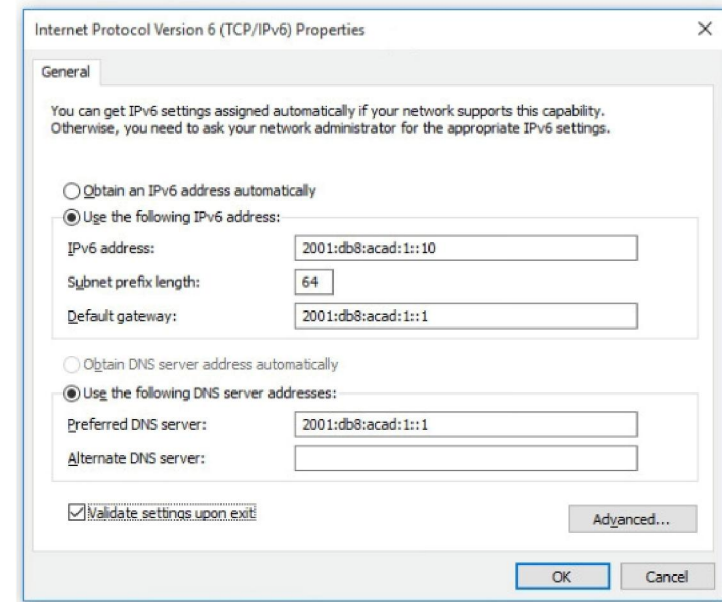 Internet Protocol Version 6 (TCP/IPv6) Properties
General
You can get IPv6 settings assigned automatically if your network supports this capability.
Otherwise, you need to ask your network administrator for the appropriate IPv6 settings.
Obtain an IPv6 address automatically
Use the following IPv6 address:
IPv6 address: 2001:db8:acad:1::10
Subnet prefix length: 64
Default gateway: 2001:db8:acad:1::1
Obtain DNS server address automatically
Use the following DNS server addresses:
Preferred DNS server: 2001:db8:acad:1::1
Alternate DNS server:
Validate settings upon exit
Advanced...
OK Cancel